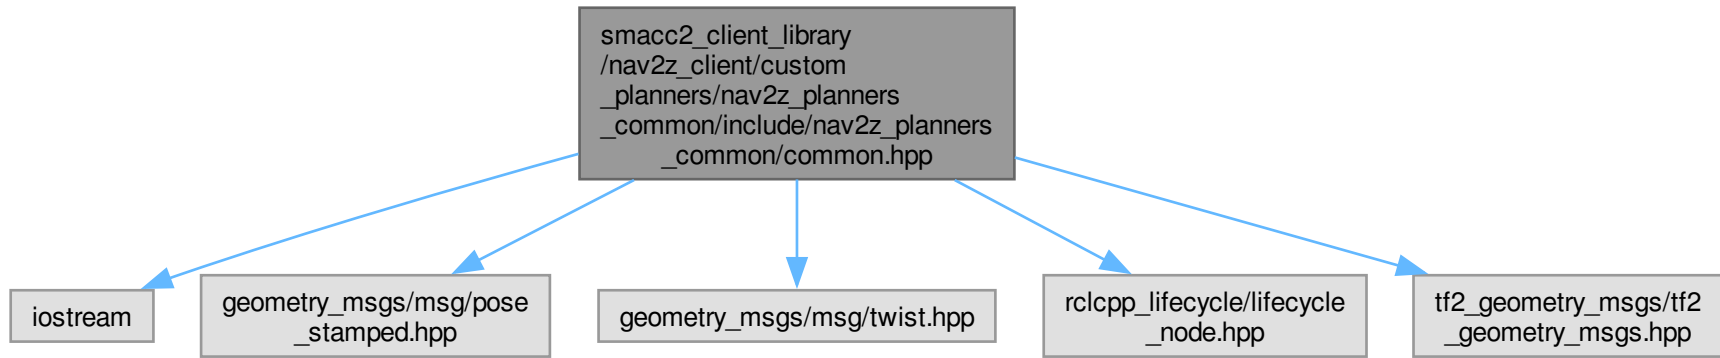 smacc2_client_library
/nav2z_client/custom
_planners/nav2z_planners
_common/include/nav2z_planners
_common/common.hpp
iostream
geometry_msgs/msg/pose
_stamped.hpp
geometry_msgs/msg/twist.hpp
rclcpp_lifecycle/lifecycle
_node.hpp
tf2_geometry_msgs/tf2
_geometry_msgs.hpp